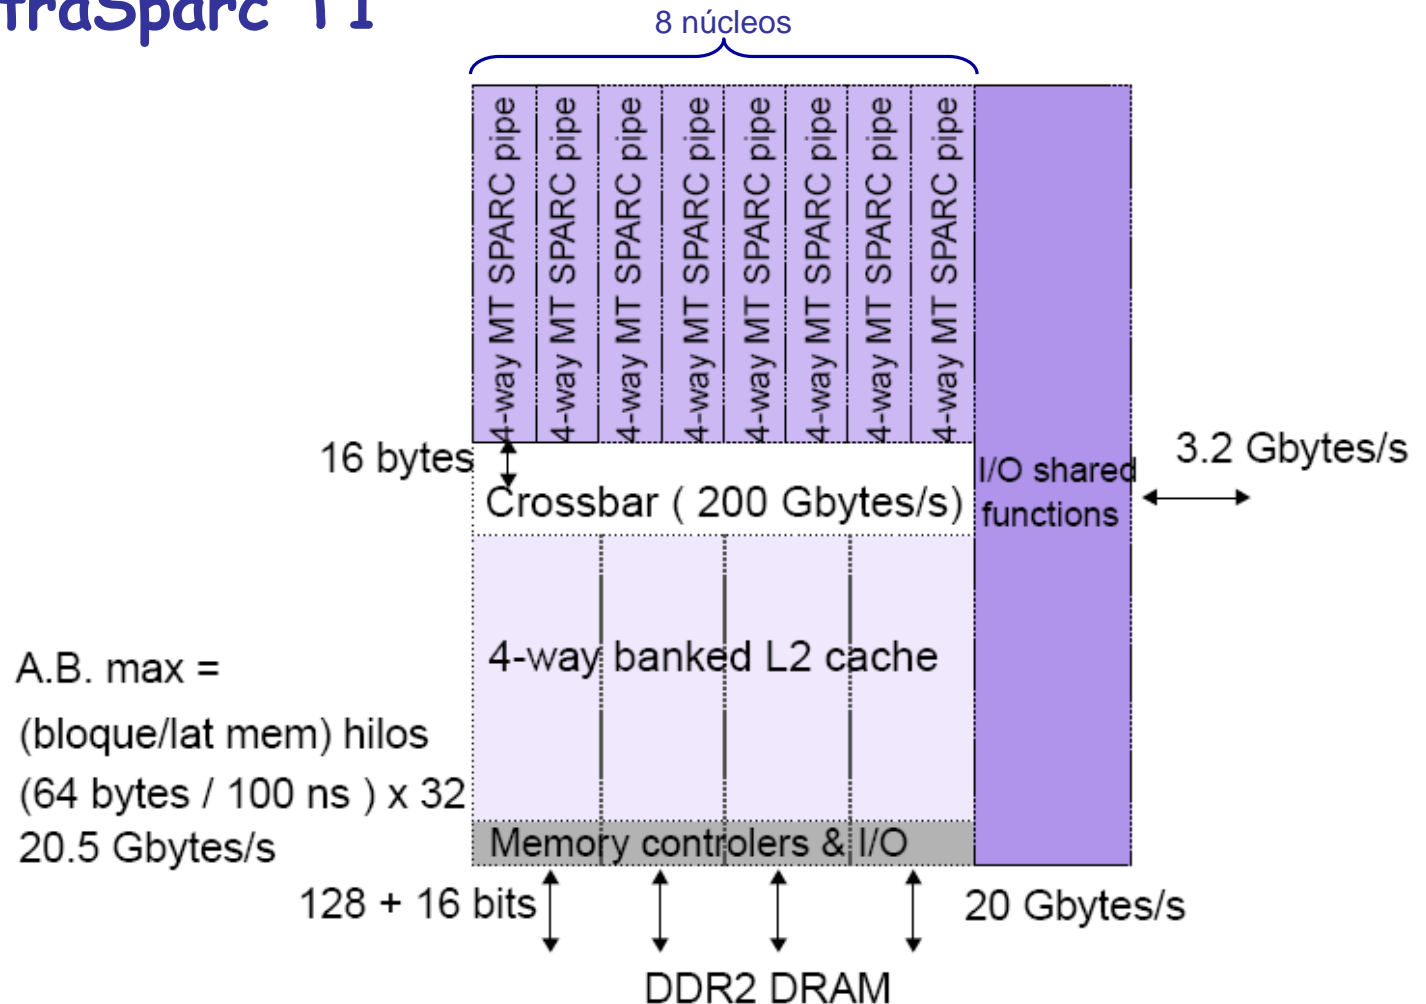 traSparc T1
8 núcleos
4-way MT SPARC pipe
4-way MT SPARC pipe
4-way MT SPARC pipe
4-way MT SPARC pipe
4-way MT SPARC pipe
4-way MT SPARC pipe
4-way MT SPARC pipe
4-way MT SPARC pipe
16 bytes
Crossbar ( 200 Gbytes/s)
I/O shared
functions
3.2 Gbytes/s
4-way banked L2 cache
A.B. max =
(bloque/lat mem) hilos
(64 bytes / 100 ns ) x 32
20.5 Gbytes/s
Memory controlers & I/O
128 + 16 bits
20 Gbytes/s
DDR2 DRAM